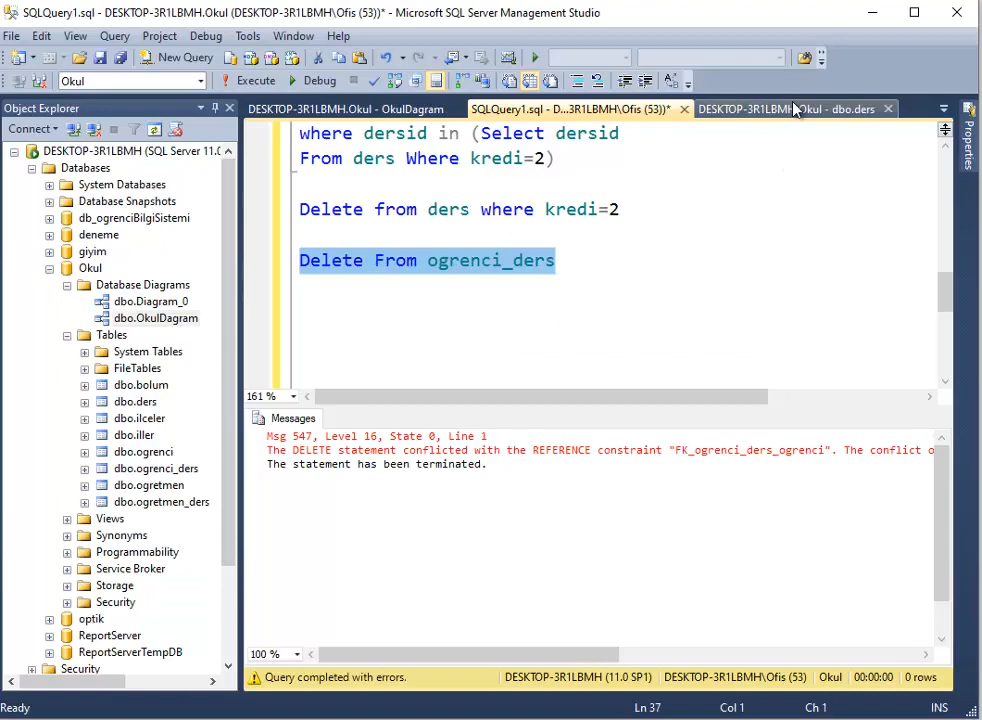 SQLQuery1.sql - DESKTOP-3R1LBMH.Okul (DESKTOP-3R1LBMH\Ofis (53))* - Microsoft SQL Server Management Studio
File Edit View Query Project Debug Tools Window Help
New Query
Okul Execute Debug
Object Explorer
DESKTOP-3R1LBMH.Okul - OkulDagram
SQLQuery1.sql - D...3R1LBMH\Ofis (53))*
DESKTOP-3R1LBMH.Okul - dbo.ders
Connect
DESKTOP-3R1LBMH (SQL Server 11.0
Databases
System Databases
Database Snapshots
db_ogrenciBilgiSistemi
deneme
giyim
Okul
Database Diagrams
dbo.Diagram_0
dbo.OkulDagram
Tables
System Tables
FileTables
dbo.bolum
dbo.ders
dbo.ilceler
dbo.iller
dbo.ogrenci
dbo.ogrenci_ders
dbo.ogretmen
dbo.ogretmen_ders
Views
Synonyms
Programmability
Service Broker
Storage
Security
optik
ReportServer
ReportServerTempDB
Security
where dersid in (Select dersid
From ders Where kredi=2)
Delete from ders where kredi=2
Delete From ogrenci_ders
161 %
Messages
Msg 547, Level 16, State 0, Line 1
The DELETE statement conflicted with the REFERENCE constraint "FK_ogrenci_ders_ogrenci". The conflict o
The statement has been terminated.
100 %
Query completed with errors. DESKTOP-3R1LBMH (11.0 SP1) DESKTOP-3R1LBMH\Ofis (53) Okul 00:00:00 0 rows
Properties
Ready Ln 37 Col 1 Ch 1 INS